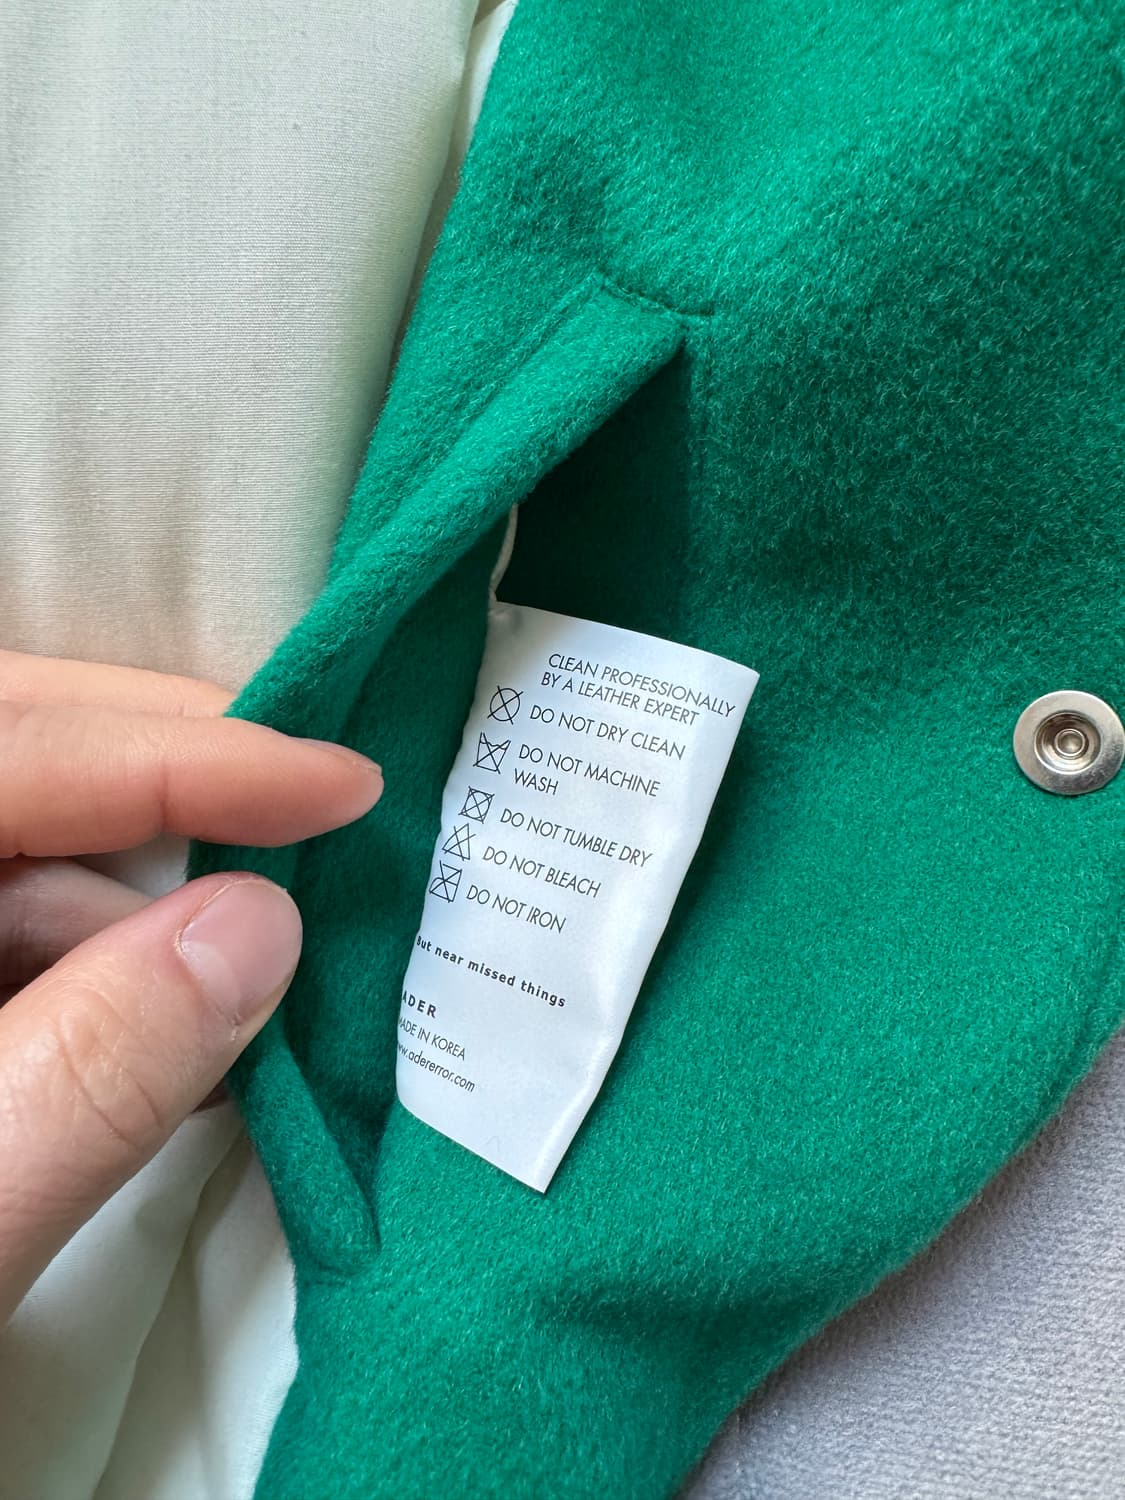 CLEAN PROFESSIONALLY
BY A LEATHER EXPERT
DO NOT DRY CLEAN
DO NOT MACHINE
WASH
DO NOT TUMBLE DRY
DO NOT BLEACH
DO NOT IRON
But near missed things
ADER
MADE IN KOREA
www.adererror.com